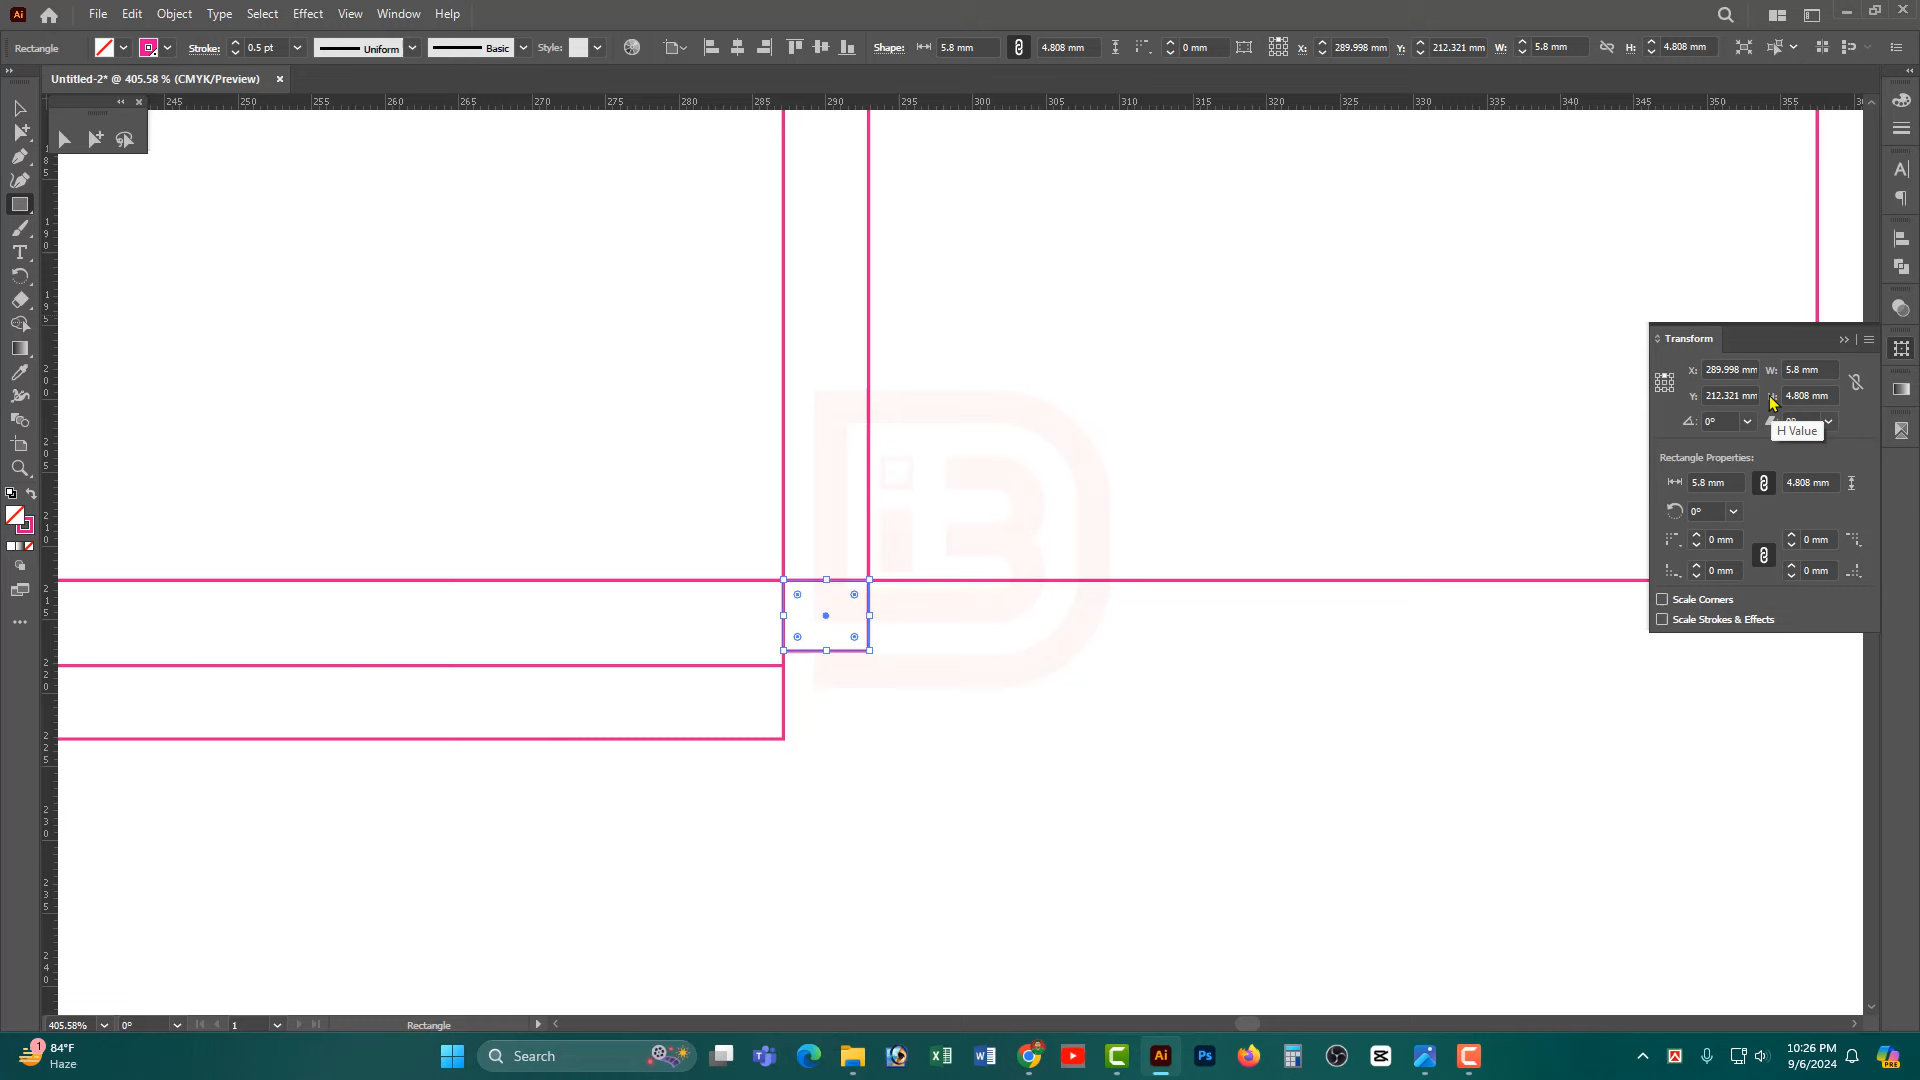 Ai File Edit Object Type Select Effect View Window Help
Rectangle Stroke: 0.5 pt Uniform Basic Style: Shape: 5.8 mm 4.808 mm 0 mm X: 289.998 mm Y: 212.321 mm W: 5.8 mm H: 4.808 mm
Untitled-2* @ 405.58 % (CMYK/Preview)
245 250 255 260 265 270 275 280 285 290 295 300 305 310 315 320 325 330 335 340 345 350 355
Transform
X: 289.998 mm W: 5.8 mm
Y: 212.321 mm H: 4.808 mm
0°
H Value
Rectangle Properties:
5.8 mm 4.808 mm
0°
0 mm 0 mm
0 mm 0 mm
Scale Corners
Scale Strokes & Effects
405.58% 0° 1 Rectangle
84°F
Haze
Search
10:26 PM
9/6/2024